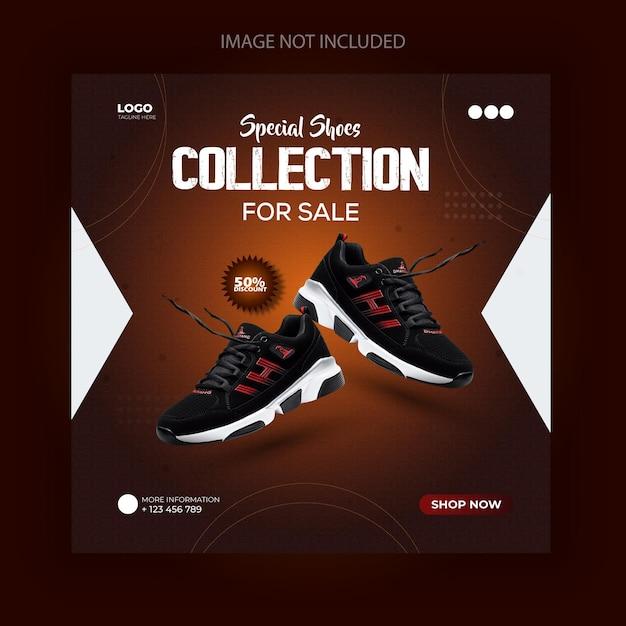 IMAGE NOT INCLUDED
LOGO
TAGLINE HERE
Special Shoes
COLLECTION
FOR SALE
50%
DISCOUNT
MORE INFORMATION
+ 123 456 789
SHOP NOW